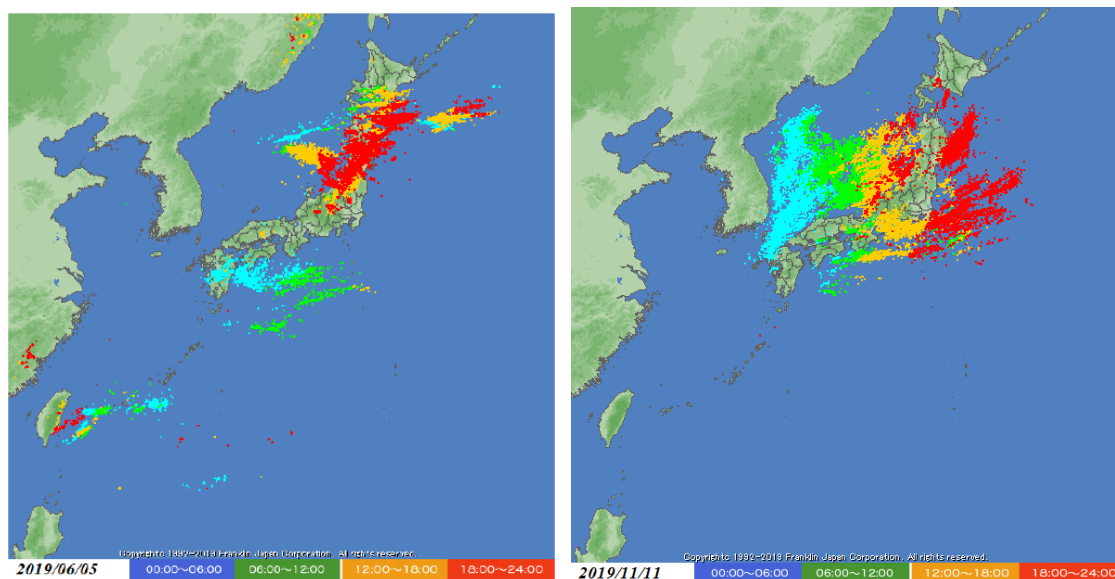 Copyrightc 1992-2019 Franklin Japan Corporation. All rights reserved.
2019/06/05 00:00～06:00 06:00～12:00 12:00～18:00 18:00～24:00
Copyrightc 1992-2019 Franklin Japan Corporation. All rights reserved.
2019/11/11 00:00～06:00 06:00～12:00 12:00～18:00 18:00～24:00